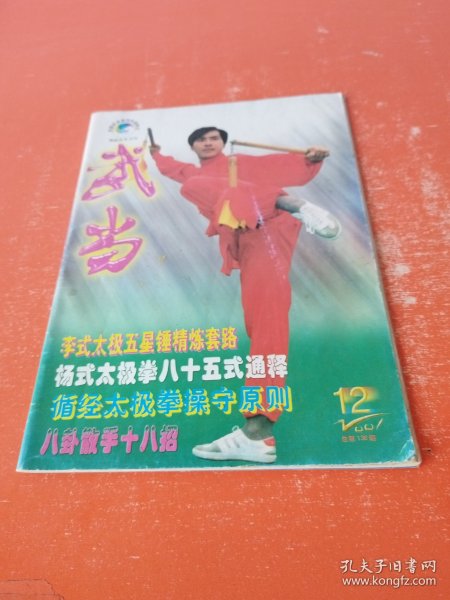 武当
李式太极五星锤精炼套路
杨式太极拳八十五式通释
循经太极拳操守原则
八卦散手十八招
12
2001
孔夫子旧书网
www.kongfz.com